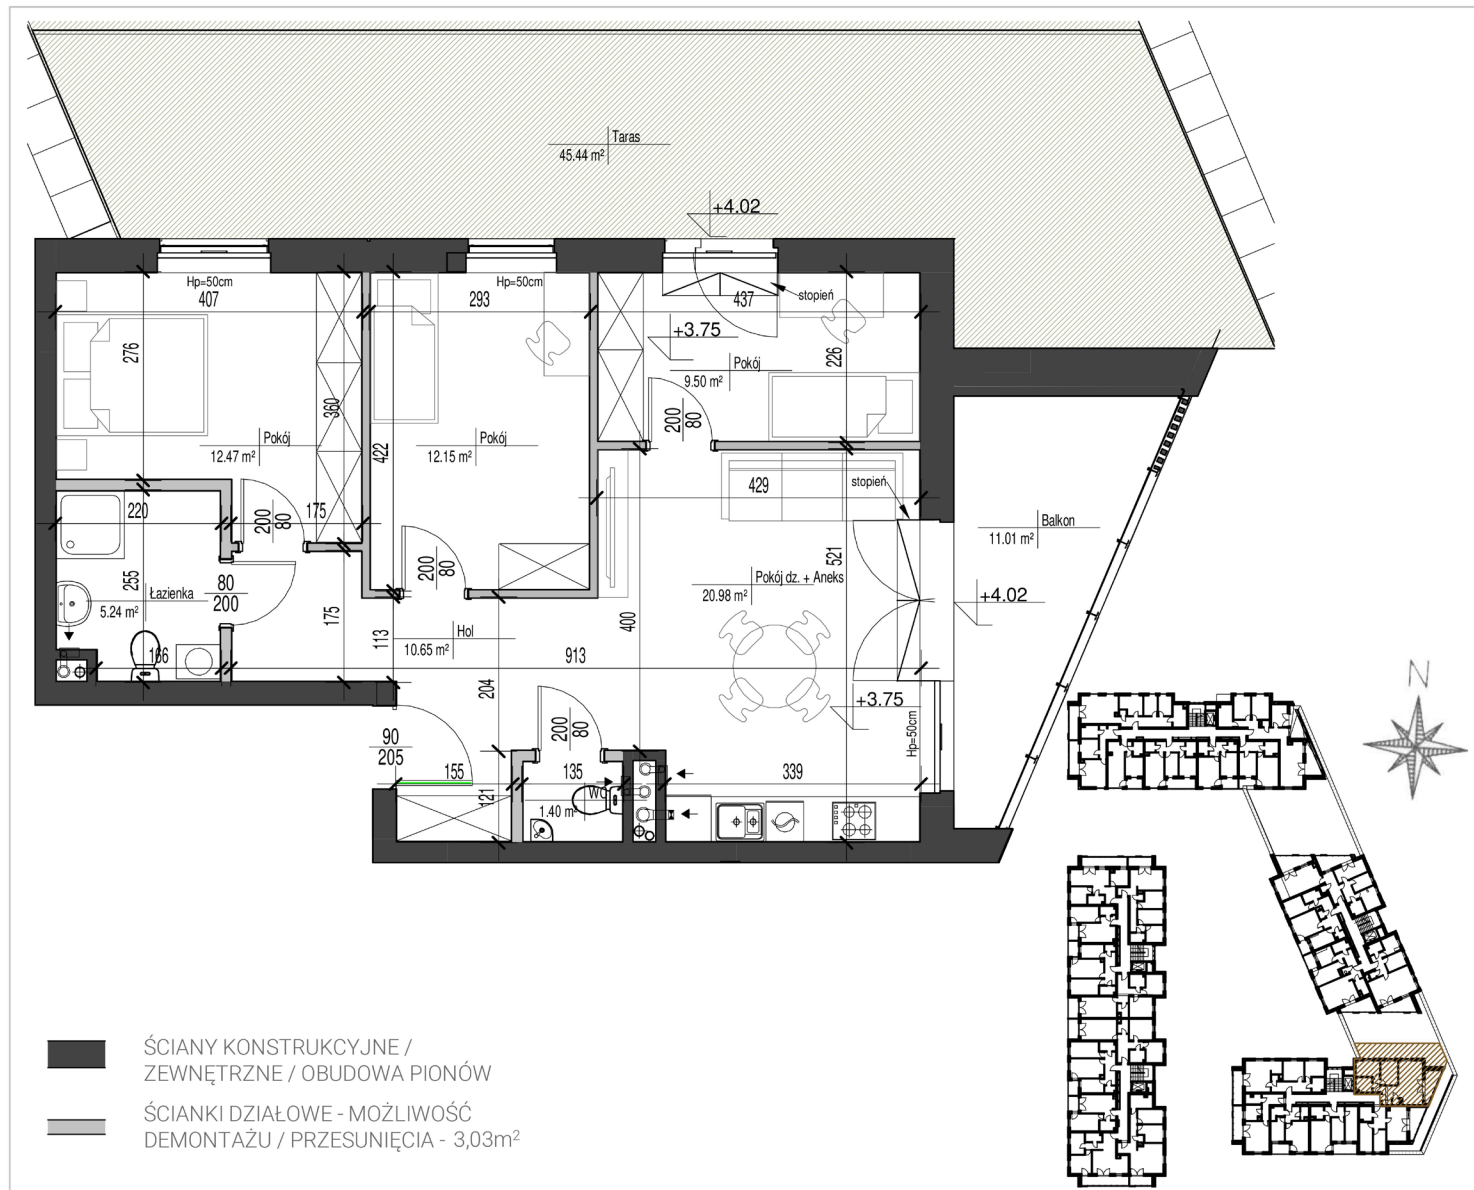 Taras
45.44 m²
+4.02
Hp=50cm
407
Hp=50cm
293
437
stopień
+3.75
276
360
422
226
Pokój
9.50 m²
Pokój
12.47 m²
Pokój
12.15 m²
200
80
429
stopień
220
175
200
80
200
80
521
Balkon
11.01 m²
255
Łazienka
5.24 m²
80
200
175
113
Pokój dz. + Aneks
20.98 m²
+4.02
400
Hol
10.65 m²
166
913
204
+3.75
Hp=50cm
200
80
90
205
155
135
339
121
WC
1.40 m²
N
ŚCIANY KONSTRUKCYJNE /
ZEWNĘTRZNE / OBUDOWA PIONÓW
ŚCIANKI DZIAŁOWE - MOŻLIWOŚĆ
DEMONTAŻU / PRZESUNIĘCIA - 3,03m²